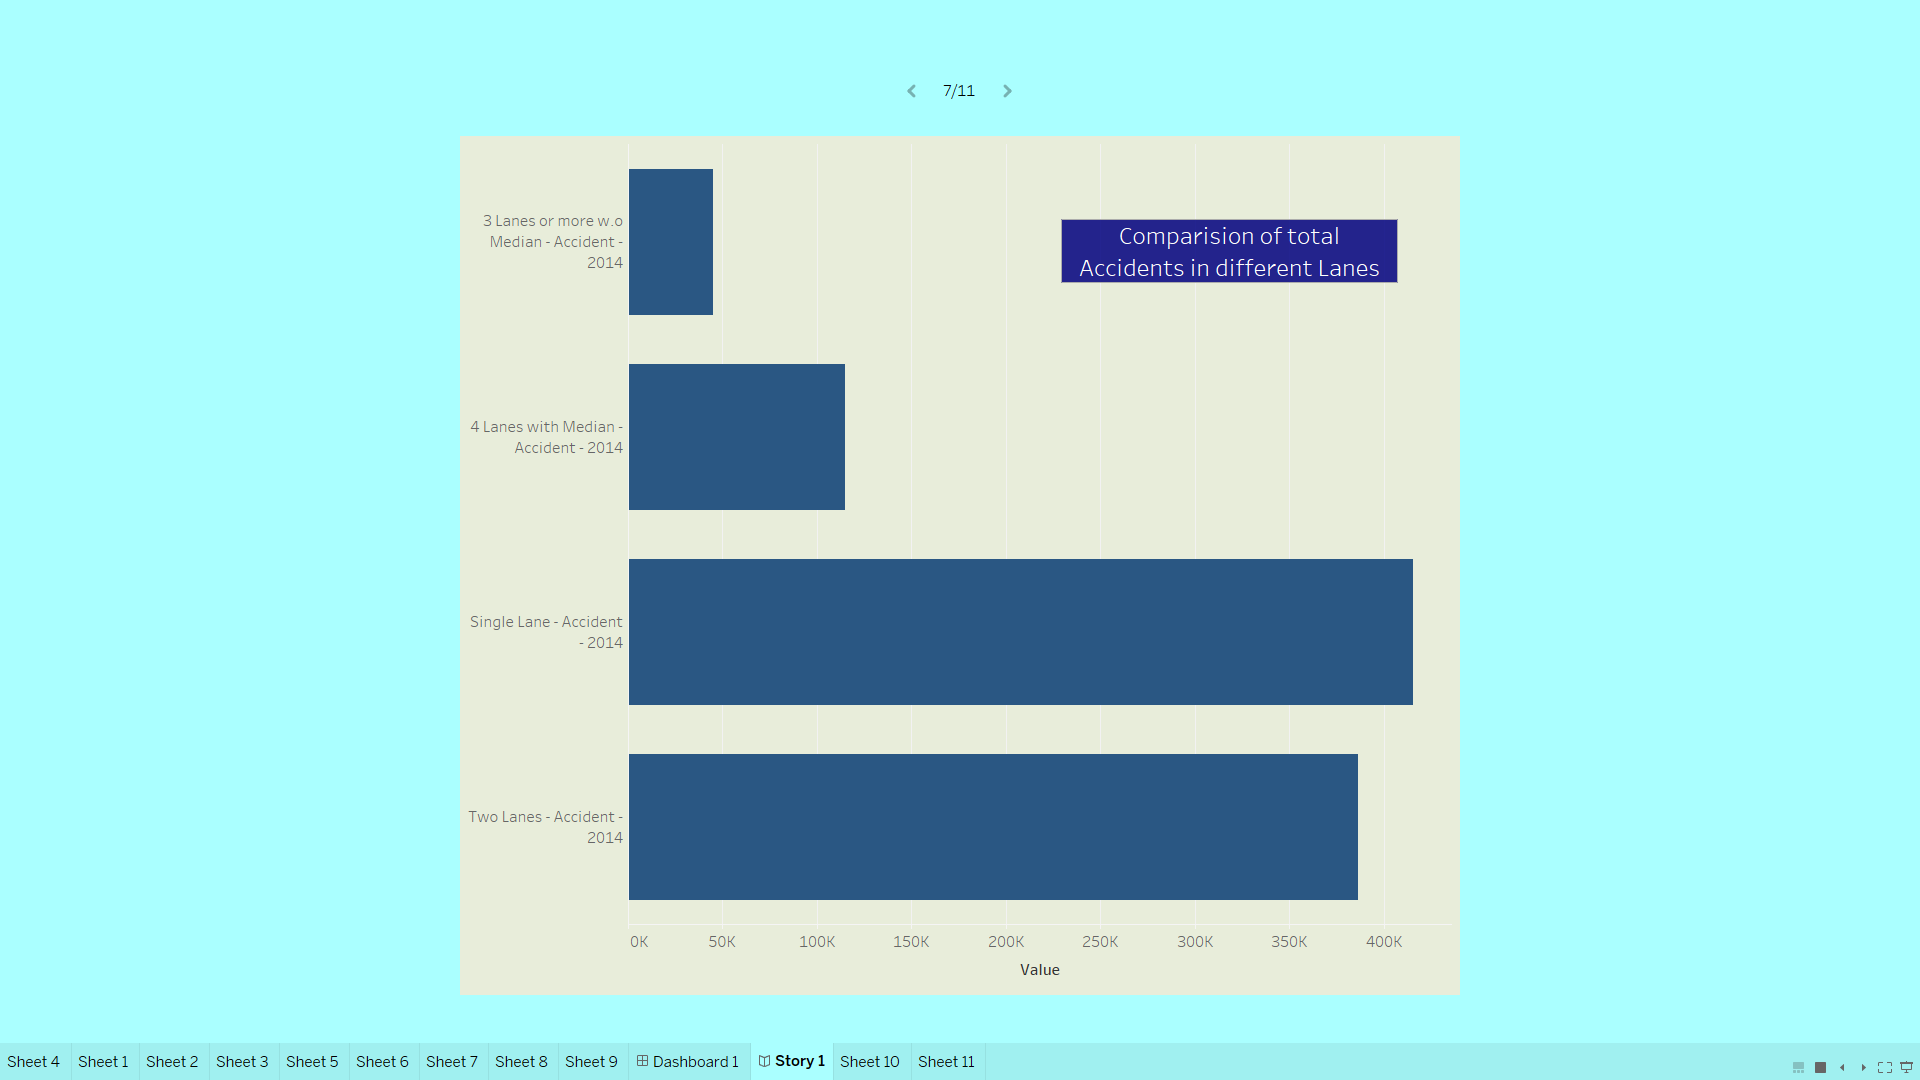 7/11
3 Lanes or more w.o
Median - Accident -
2014
Comparision of total
Accidents in different Lanes
4 Lanes with Median -
Accident - 2014
Single Lane - Accident
- 2014
Two Lanes - Accident -
2014
0K 50K 100K 150K 200K 250K 300K 350K 400K
Value
Sheet 4 Sheet 1 Sheet 2 Sheet 3 Sheet 5 Sheet 6 Sheet 7 Sheet 8 Sheet 9 Dashboard 1 Story 1 Sheet 10 Sheet 11